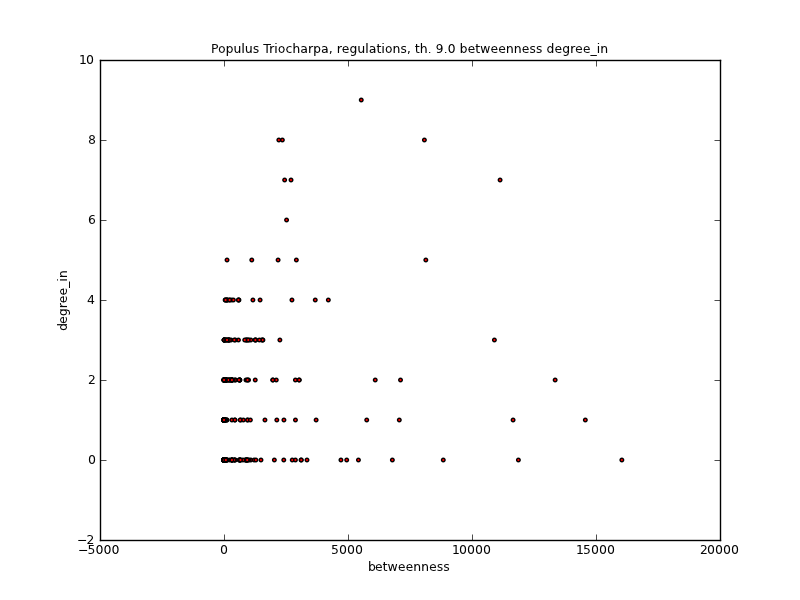 Populus Triocharpa, regulations, th. 9.0 betweenness degree_in
10
8
6
4
2
0
−2
degree_in
−5000 0 5000 10000 15000 20000
betweenness